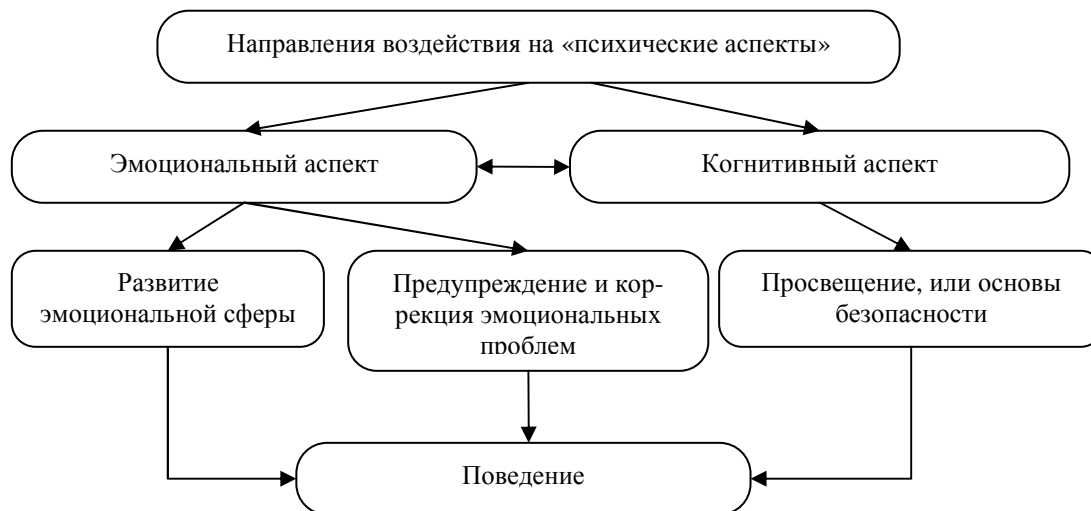 Направления воздействия на «психические аспекты»
Эмоциональный аспект
Когнитивный аспект
Развитие
эмоциональной сферы
Предупреждение и кор-
рекция эмоциональных
проблем
Просвещение, или основы
безопасности
Поведение